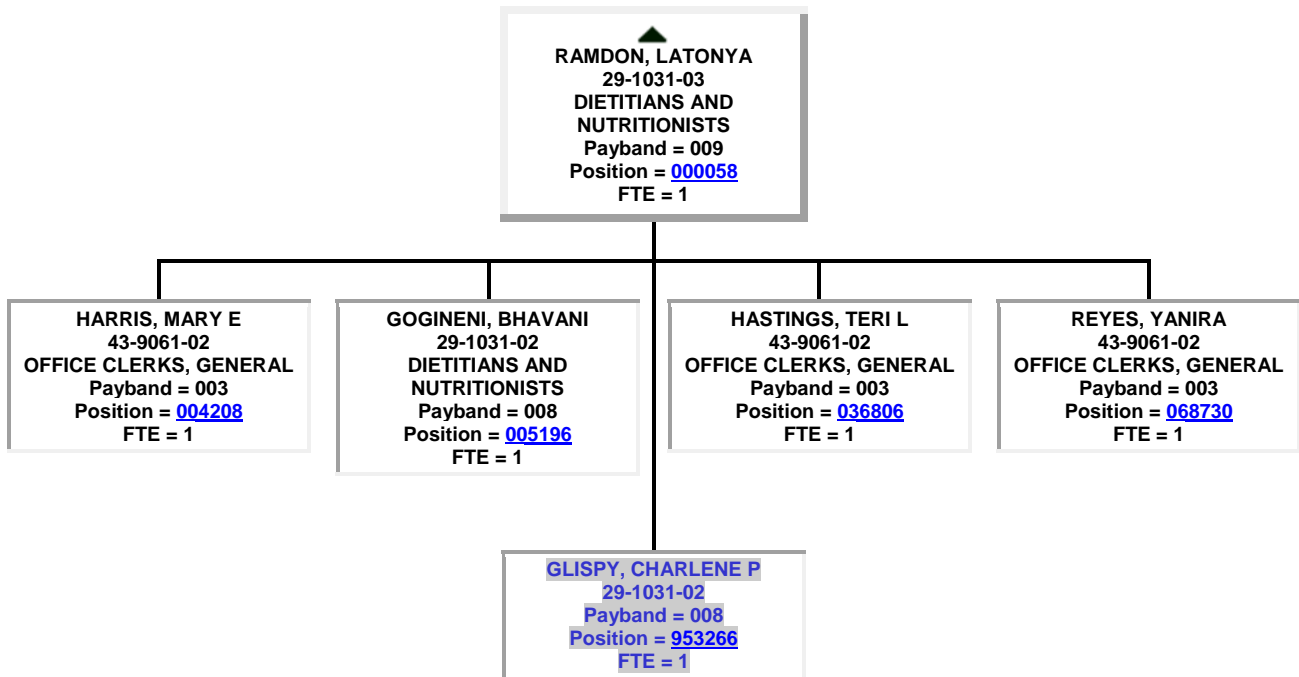 RAMDON, LATONYA
29-1031-03
DIETITIANS AND
NUTRITIONISTS
Payband = 009
Position = 000058
FTE = 1
HARRIS, MARY E
43-9061-02
OFFICE CLERKS, GENERAL
Payband = 003
Position = 004208
FTE = 1
GOGINENI, BHAVANI
29-1031-02
DIETITIANS AND
NUTRITIONISTS
Payband = 008
Position = 005196
FTE = 1
HASTINGS, TERI L
43-9061-02
OFFICE CLERKS, GENERAL
Payband = 003
Position = 036806
FTE = 1
REYES, YANIRA
43-9061-02
OFFICE CLERKS, GENERAL
Payband = 003
Position = 068730
FTE = 1
GLISPY, CHARLENE P
29-1031-02
Payband = 008
Position = 953266
FTE = 1